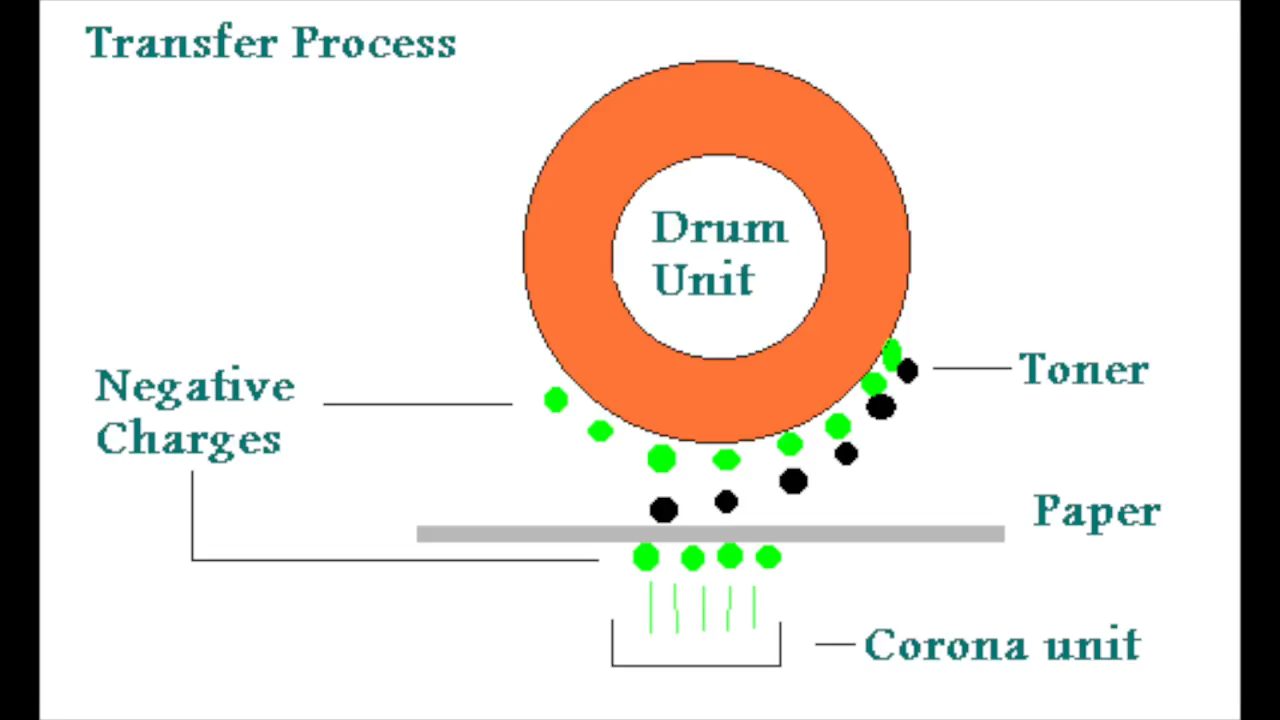 Transfer Process
Drum
Unit
Toner
Negative
Charges
Paper
Corona unit